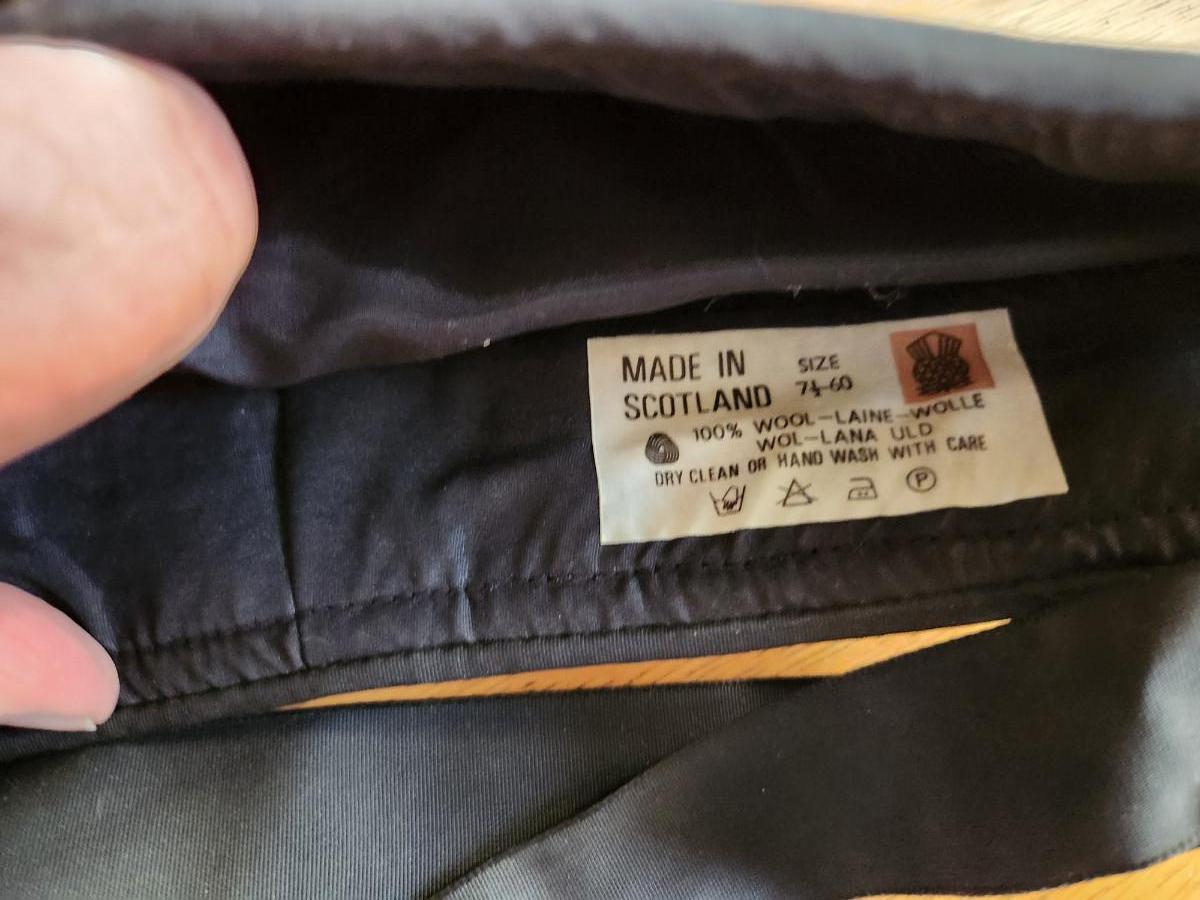 MADE IN
SCOTLAND
SIZE
7½-60
100% WOOL-LAINE-WOLLE
WOL-LANA ULD
DRY CLEAN OR HAND WASH WITH CARE
P